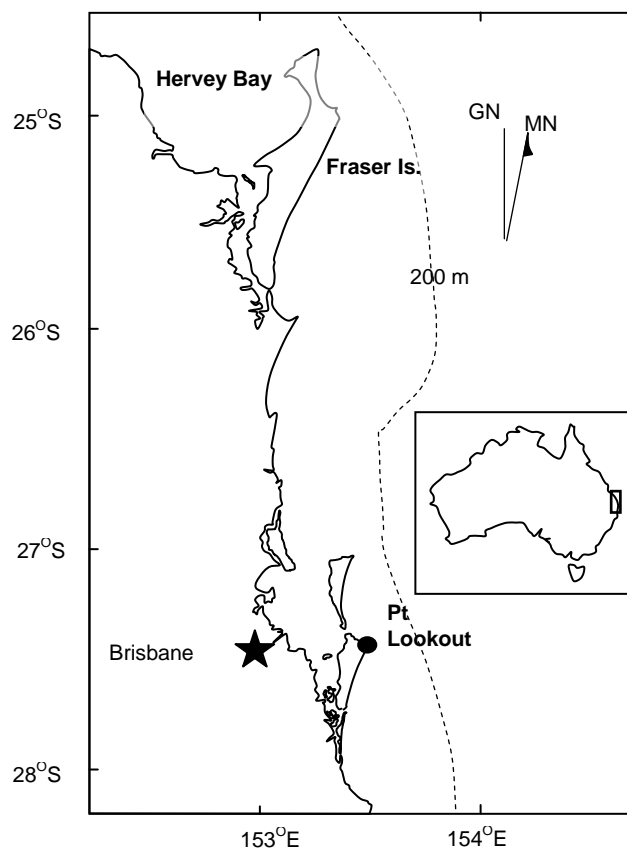 Hervey Bay
25°S
GN
MN
Fraser Is.
200 m
26°S
27°S
Pt
Lookout
Brisbane
28°S
153°E
154°E